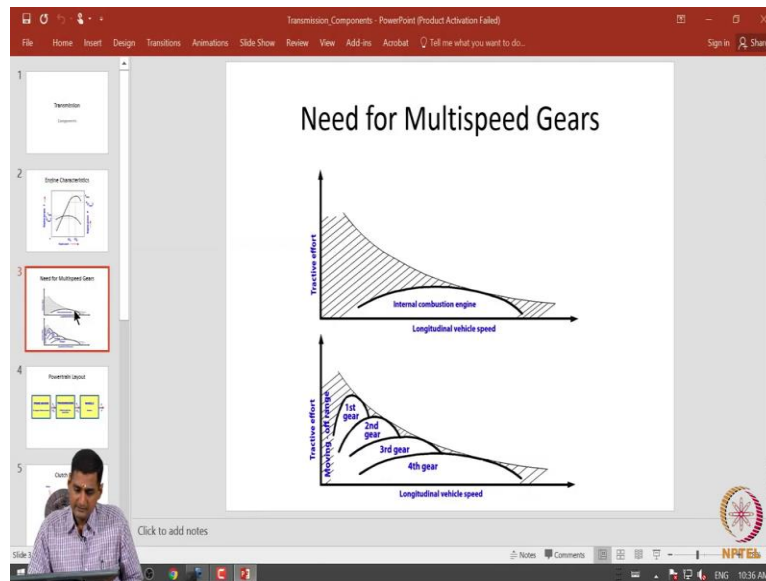 Transmission_Components - PowerPoint (Product Activation Failed)
File Home Insert Design Transitions Animations Slide Show Review View Add-ins Acrobat Tell me what you want to do... Sign in Shar
1
Transmission
Components
2
Engine Characteristics
3
Need for Multispeed Gears
4
Powertrain Layout
5
Need for Multispeed Gears
Tractive effort
Internal combustion engine
Longitudinal vehicle speed
Tractive effort
Moving - off range
1st
gear
2nd
gear
3rd gear
4th gear
Longitudinal vehicle speed
Click to add notes
Slide 3
Notes Comments
NPTEL
ENG 10:36 AM